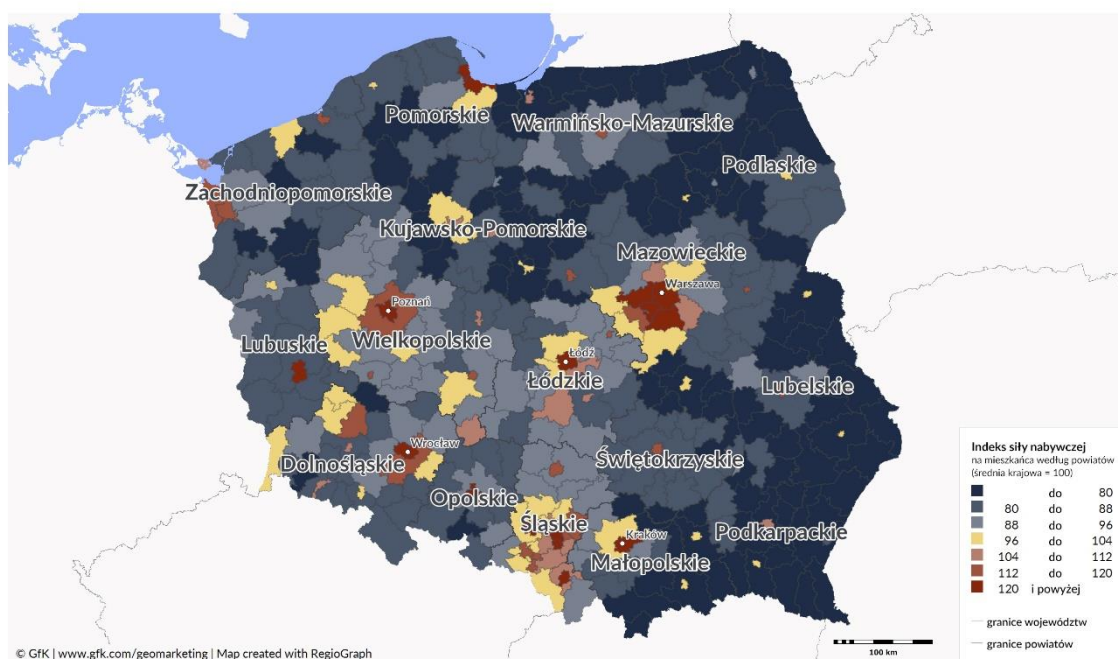 Pomorskie
Warmińsko-Mazurskie
Podlaskie
Zachodniopomorskie
Kujawsko-Pomorskie
Mazowieckie
Warszawa
Poznań
Wielkopolskie
Lubuskie
Łódź
Łódzkie
Lubelskie
Wrocław
Dolnośląskie
Świętokrzyskie
Opolskie
Śląskie
Kraków
Małopolskie
Podkarpackie
Indeks siły nabywczej
na mieszkańca według powiatów
(średnia krajowa = 100)
do 80
80 do 88
88 do 96
96 do 104
104 do 112
112 do 120
120 i powyżej
granice województw
granice powiatów
100 km
© GfK | www.gfk.com/geomarketing | Map created with RegioGraph